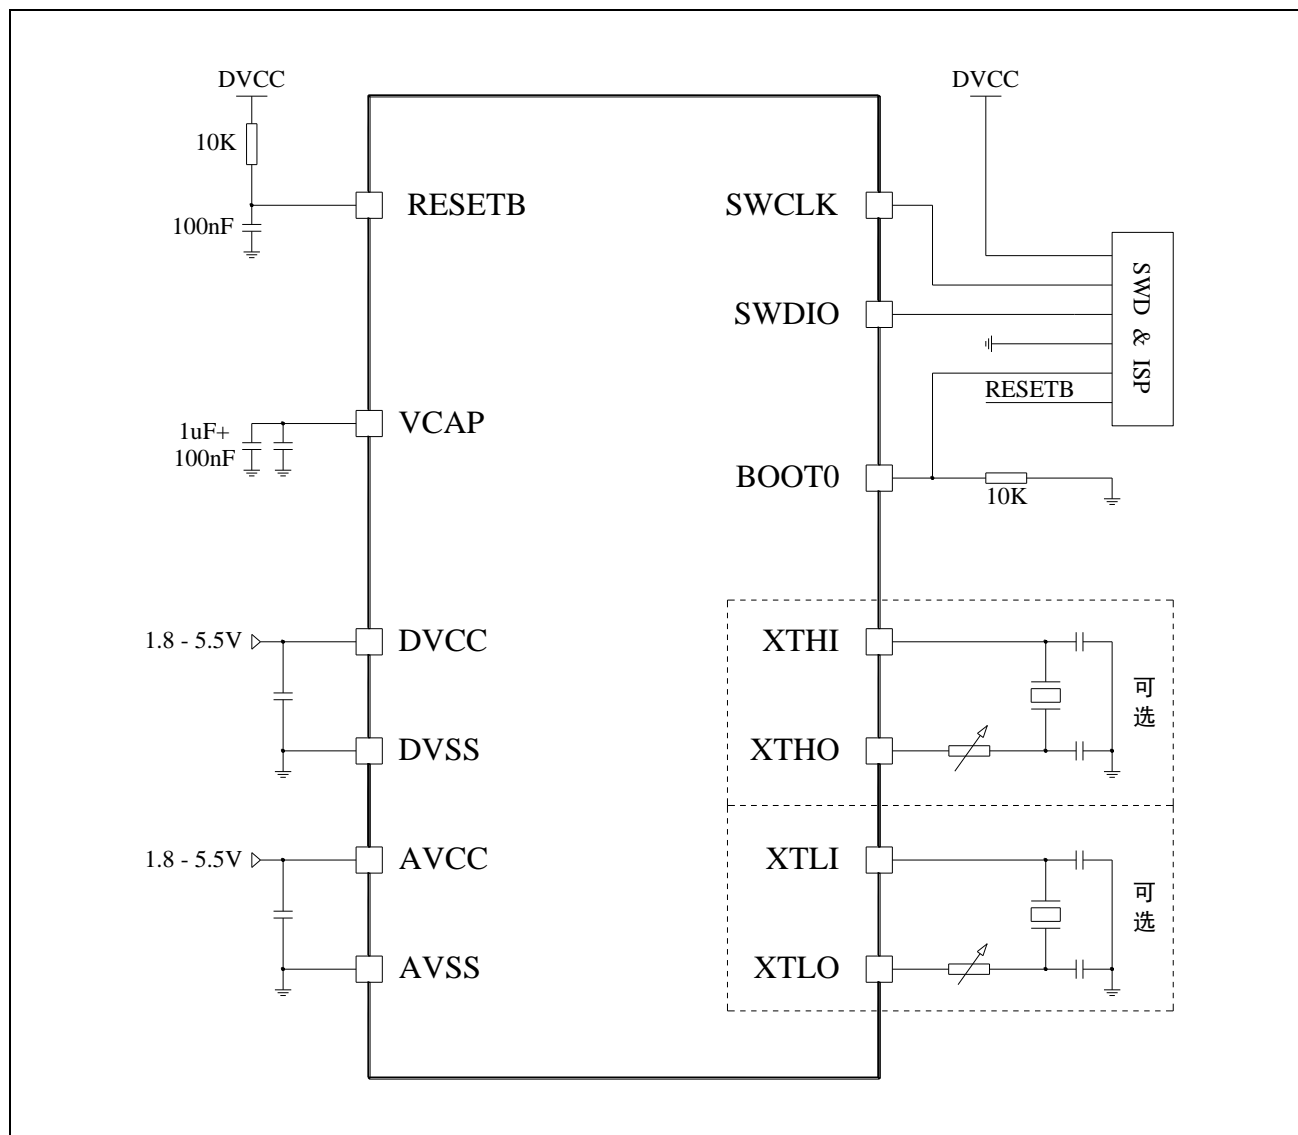 DVCC
DVCC
10K
RESETB
SWCLK
100nF
SWD & ISP
SWDIO
RESETB
1uF+
100nF
VCAP
BOOT0
10K
1.8 - 5.5V
DVCC
XTHI
可
选
DVSS
XTHO
1.8 - 5.5V
AVCC
XTLI
可
选
AVSS
XTLO